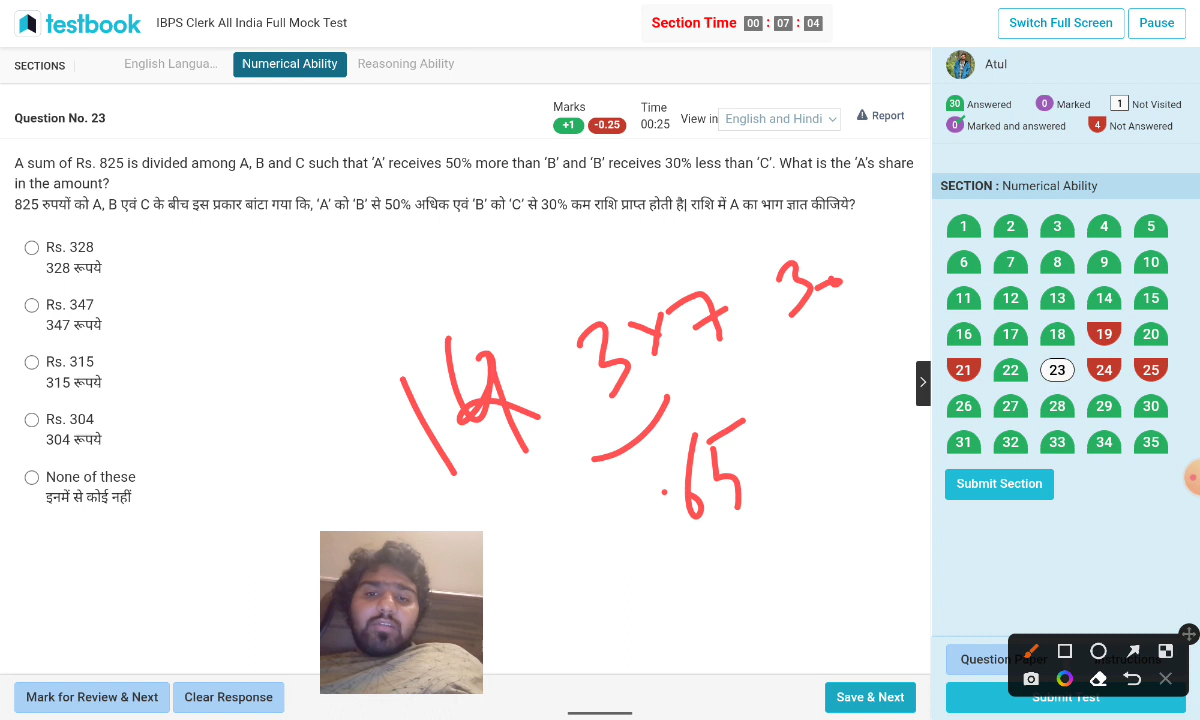 testbook IBPS Clerk All India Full Mock Test Section Time 00 : 07 : 04 Switch Full Screen Pause
SECTIONS English Langua... Numerical Ability Reasoning Ability Atul
Question No. 23 Marks +1 -0.25 Time 00:25 View in English and Hindi Report
30 Answered 0 Marked 1 Not Visited
0 Marked and answered 4 Not Answered
A sum of Rs. 825 is divided among A, B and C such that ‘A’ receives 50% more than ‘B’ and ‘B’ receives 30% less than ‘C’. What is the ‘A’s share
in the amount?
825 रुपयों को A, B एवं C के बीच इस प्रकार बांटा गया कि, ‘A’ को ‘B’ से 50% अधिक एवं ‘B’ को ‘C’ से 30% कम राशि प्राप्त होती है| राशि में A का भाग ज्ञात कीजिये?
Rs. 328
328 रूपये
Rs. 347
347 रूपये
Rs. 315
315 रूपये
Rs. 304
304 रूपये
None of these
इनमें से कोई नहीं
3+7
.65
SECTION : Numerical Ability
1 2 3 4 5
6 7 8 9 10
11 12 13 14 15
16 17 18 19 20
21 22 23 24 25
26 27 28 29 30
31 32 33 34 35
Submit Section
Question Paper Instructions
Mark for Review & Next Clear Response Save & Next Submit Test